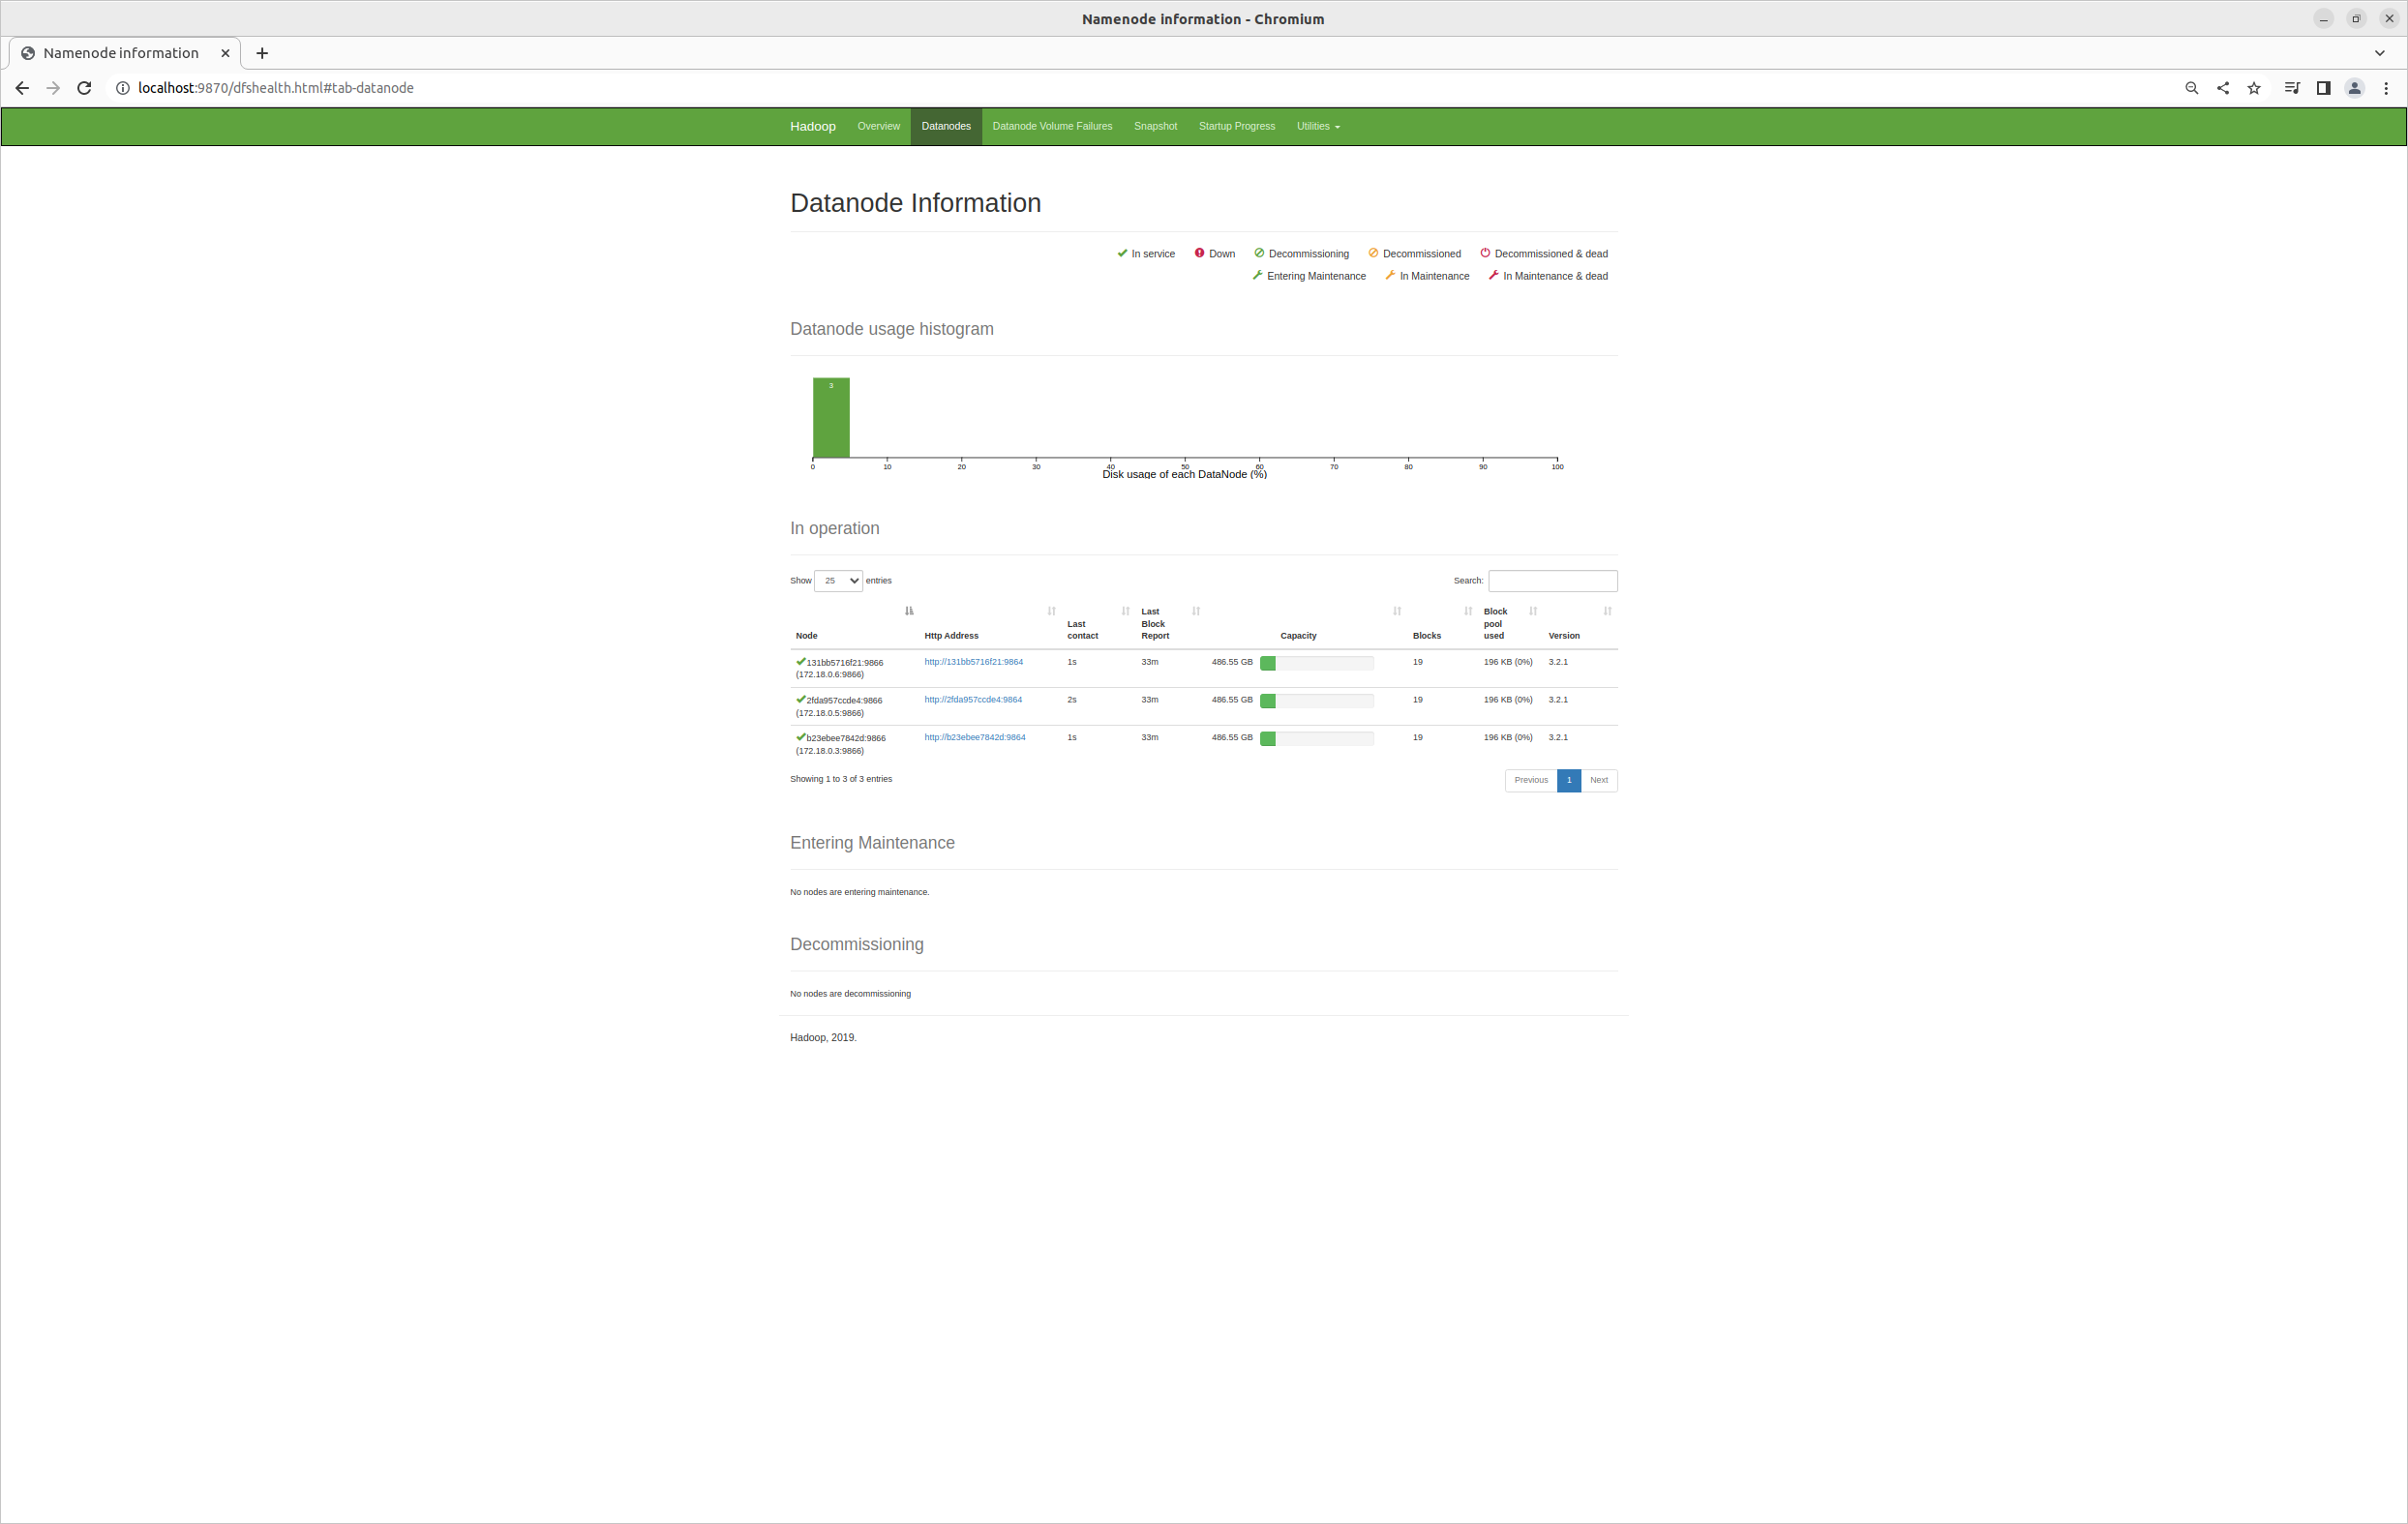 Namenode information - Chromium
Namenode information
localhost:9870/dfshealth.html#tab-datanode
Hadoop Overview Datanodes Datanode Volume Failures Snapshot Startup Progress Utilities
Datanode Information
In service Down Decommissioning Decommissioned Decommissioned & dead
Entering Maintenance In Maintenance In Maintenance & dead
Datanode usage histogram
3
0 10 20 30 40 50 60 70 80 90 100
Disk usage of each DataNode (%)
In operation
Show 25 entries Search:
Node Http Address Last contact Last Block Report Capacity Blocks Block pool used Version
131bb5716f21:9866 http://131bb5716f21:9864 1s 33m 486.55 GB 19 196 KB (0%) 3.2.1
(172.18.0.6:9866)
2fda957ccde4:9866 http://2fda957ccde4:9864 2s 33m 486.55 GB 19 196 KB (0%) 3.2.1
(172.18.0.5:9866)
b23ebee7842d:9866 http://b23ebee7842d:9864 1s 33m 486.55 GB 19 196 KB (0%) 3.2.1
(172.18.0.3:9866)
Showing 1 to 3 of 3 entries Previous 1 Next
Entering Maintenance
No nodes are entering maintenance.
Decommissioning
No nodes are decommissioning
Hadoop, 2019.